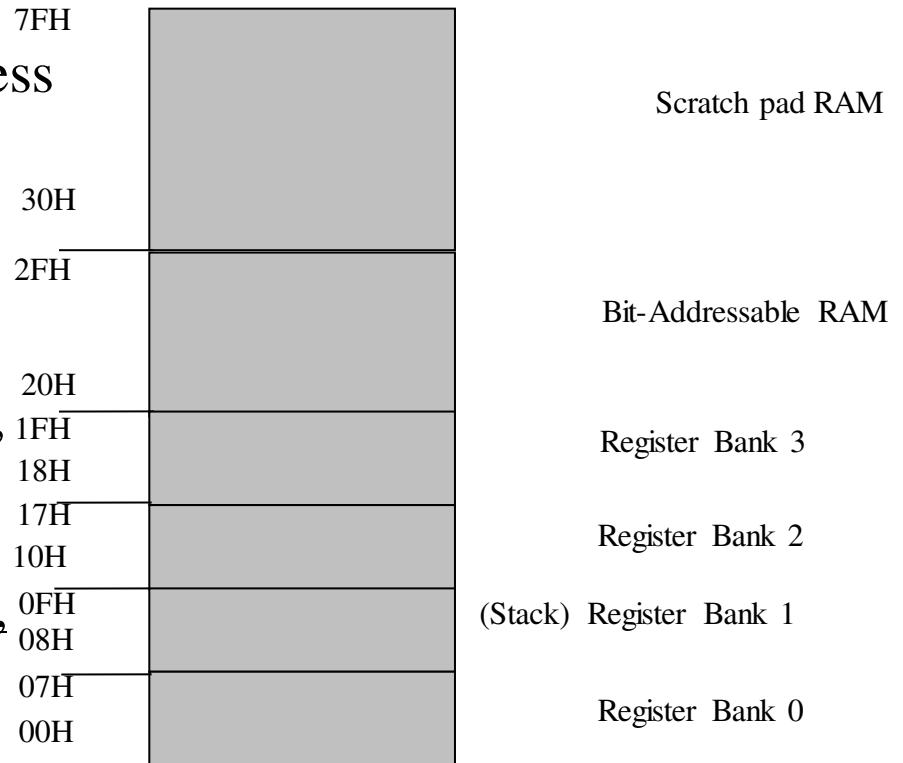 7FH
ess
Scratch pad RAM
30H
2FH
Bit-Addressable RAM
20H
, 1FH
Register Bank 3
18H
17H
Register Bank 2
10H
0FH
(Stack) Register Bank 1
, 08H
07H
Register Bank 0
00H